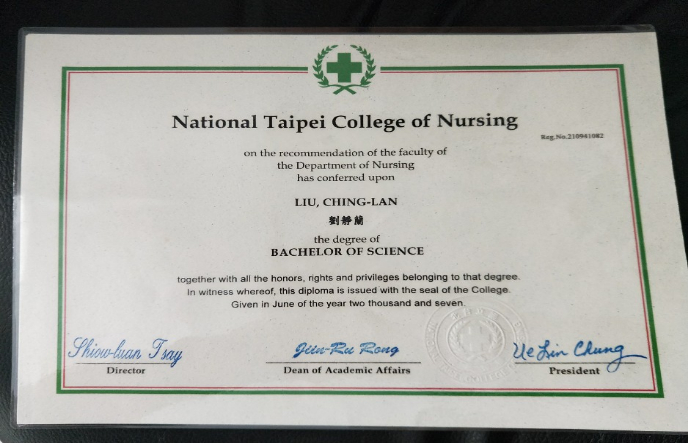 National Taipei College of Nursing
Reg.No.210941082
on the recommendation of the faculty of
the Department of Nursing
has conferred upon
LIU, CHING-LAN
劉靜蘭
the degree of
BACHELOR OF SCIENCE
together with all the honors, rights and privileges belonging to that degree.
In witness whereof, this diploma is issued with the seal of the College.
Given in June of the year two thousand and seven.
Shiow-luan Tsay
Director
Jiin-Ru Rong
Dean of Academic Affairs
Ue Lin Chung
President